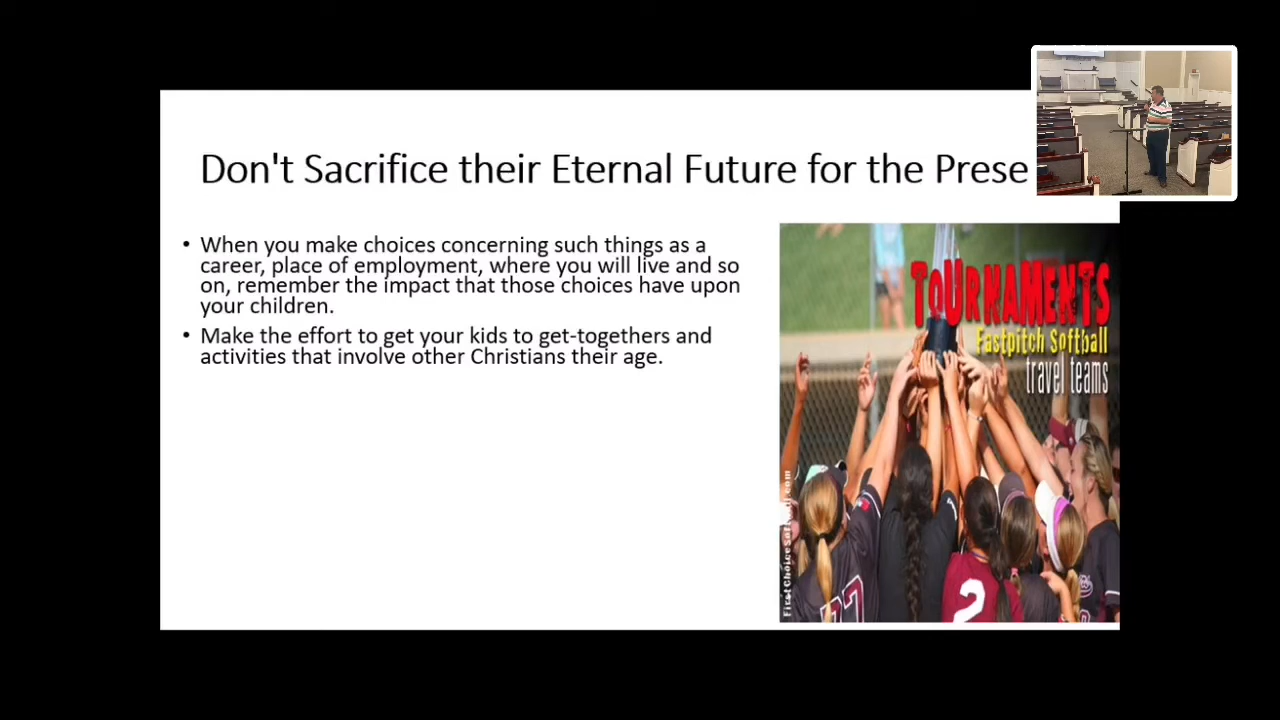 Don't Sacrifice their Eternal Future for the Prese
• When you make choices concerning such things as a
career, place of employment, where you will live and so
on, remember the impact that those choices have upon
your children.
• Make the effort to get your kids to get-togethers and
activities that involve other Christians their age.
TOURNAMENTS
Fastpitch Softball
travel teams
2